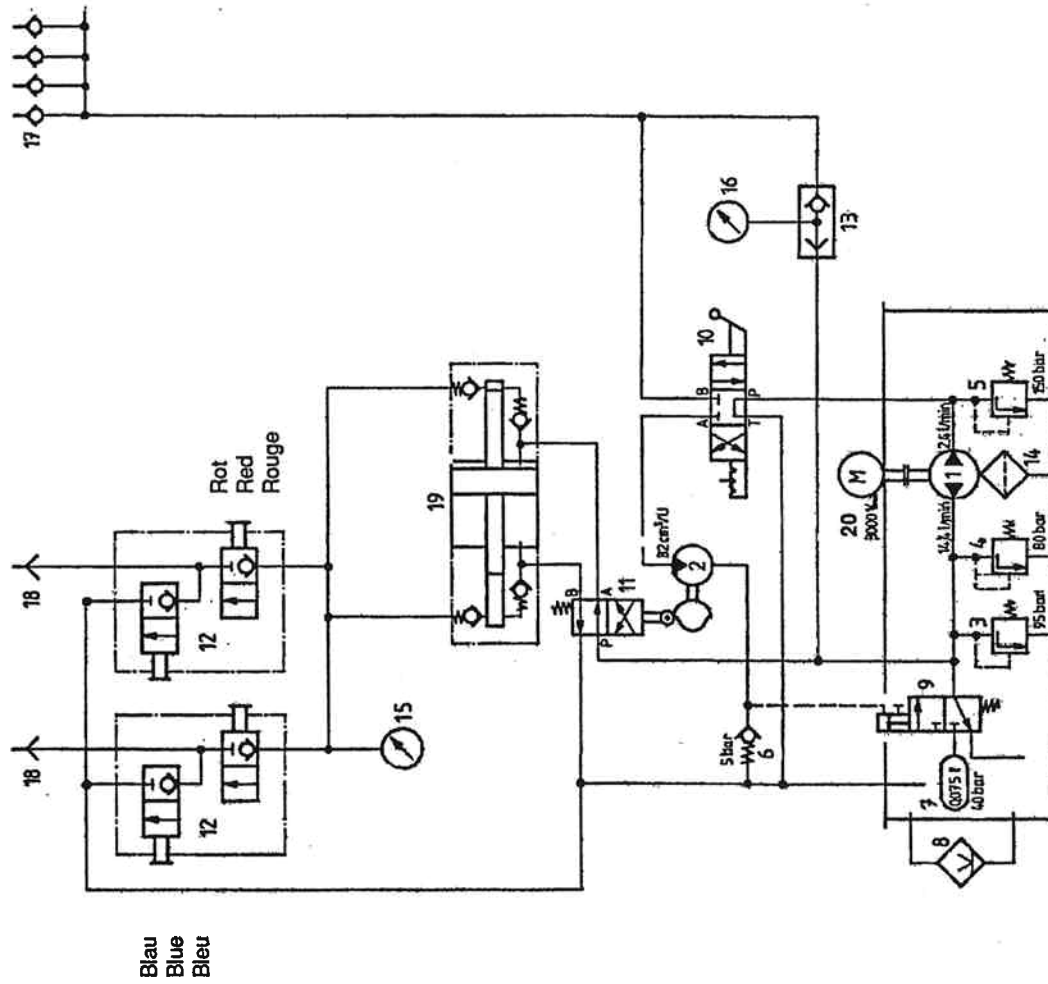 17
18
18
Rot
Red
Rouge
Blau
Blue
Bleu
12
12
15
19
16
13
10
A
B
T
P
82cm³/U
2
11
B
A
P
5bar
6
20
M
3000
14,4 l/min
1
2,4 l/min
5
150bar
14
4
80bar
3
95bar
9
7
0,075 l
40bar
8